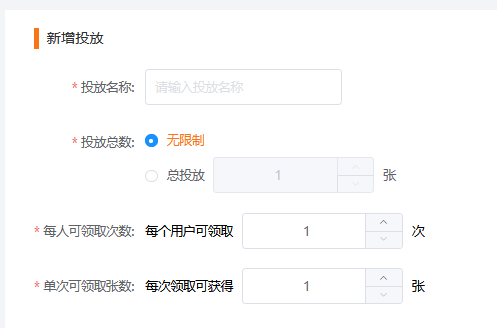 新增投放
* 投放名称: 请输入投放名称
* 投放总数: 无限制
总投放 1 张
* 每人可领取次数: 每个用户可领取 1 次
* 单次可领取张数: 每次领取可获得 1 张